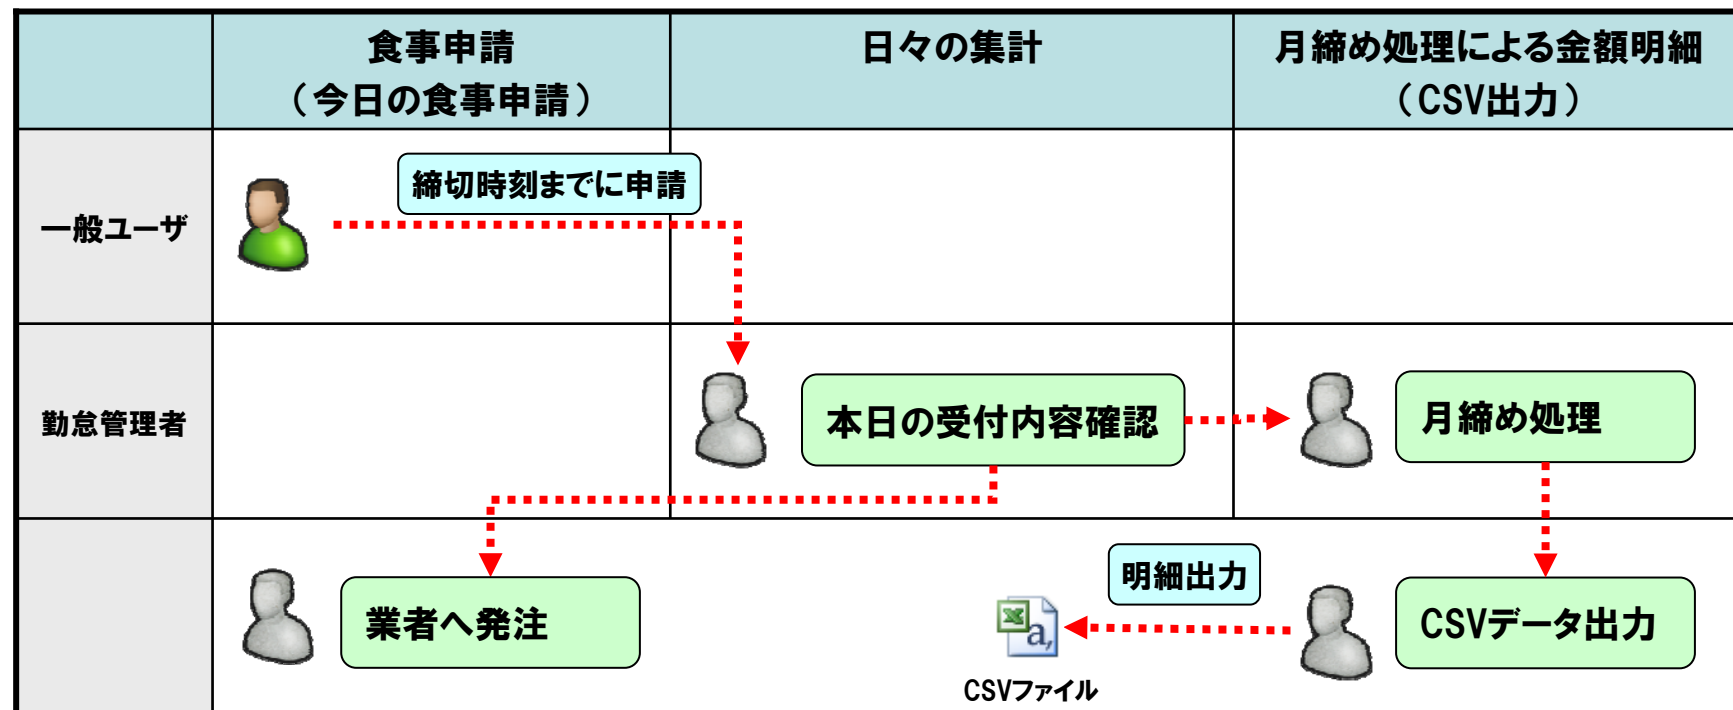 食事申請
（今日の食事申請）
日々の集計
月締め処理による金額明細
（CSV出力）
一般ユーザ
締切時刻までに申請
勤怠管理者
本日の受付内容確認
月締め処理
業者へ発注
明細出力
CSVファイル
CSVデータ出力